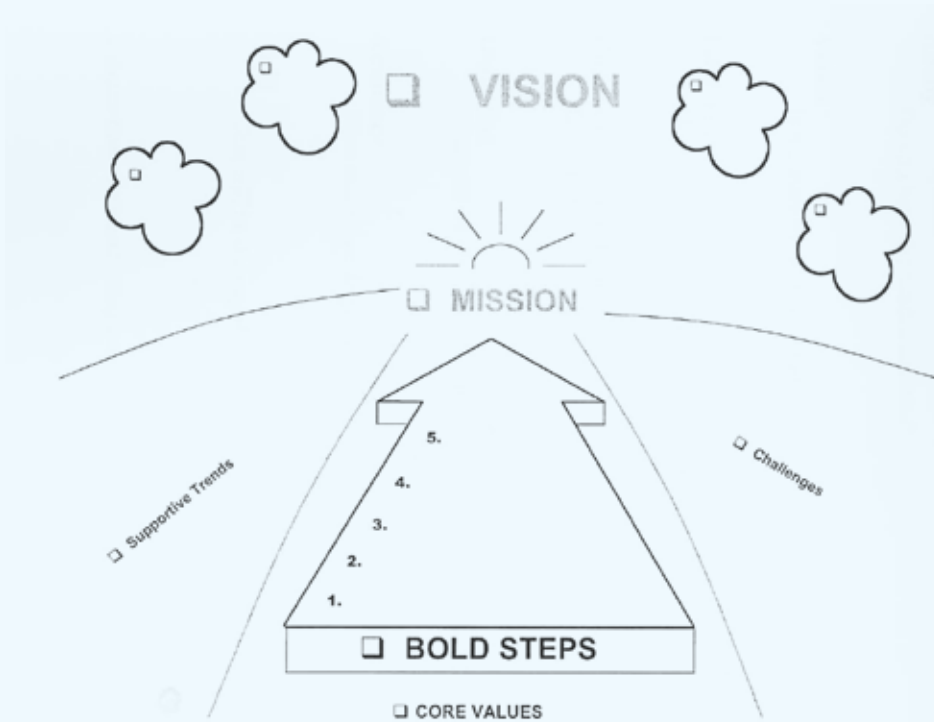 VISION
MISSION
5.
4.
3.
2.
1.
Supportive Trends
Challenges
BOLD STEPS
CORE VALUES